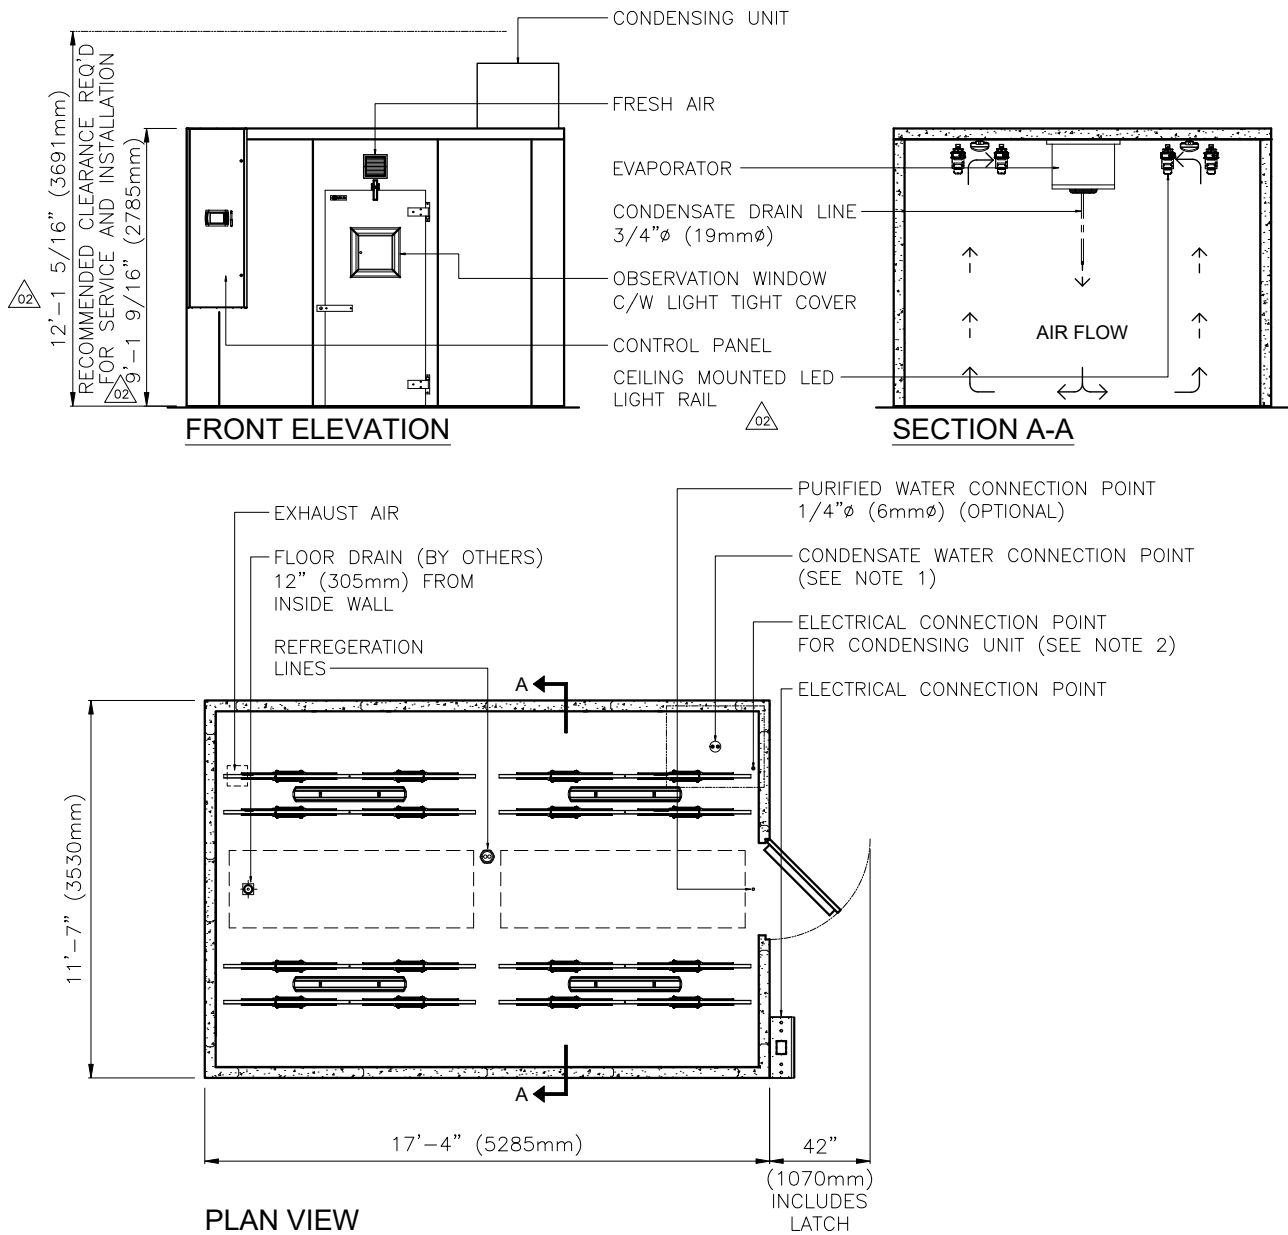 CONDENSING UNIT
FRESH AIR
EVAPORATOR
CONDENSATE DRAIN LINE
3/4"ø (19mmø)
OBSERVATION WINDOW
C/W LIGHT TIGHT COVER
CONTROL PANEL
CEILING MOUNTED LED
LIGHT RAIL
02
12'-1 5/16" (3691mm)
RECOMMENDED CLEARANCE REQ'D
FOR SERVICE AND INSTALLATION
9'-1 9/16" (2785mm)
02
02
FRONT ELEVATION
AIR FLOW
SECTION A-A
EXHAUST AIR
FLOOR DRAIN (BY OTHERS)
12" (305mm) FROM
INSIDE WALL
REFREGERATION
LINES
PURIFIED WATER CONNECTION POINT
1/4"ø (6mmø) (OPTIONAL)
CONDENSATE WATER CONNECTION POINT
(SEE NOTE 1)
ELECTRICAL CONNECTION POINT
FOR CONDENSING UNIT (SEE NOTE 2)
ELECTRICAL CONNECTION POINT
A
11'-7" (3530mm)
A
17'-4" (5285mm)
42"
(1070mm)
INCLUDES
LATCH
PLAN VIEW